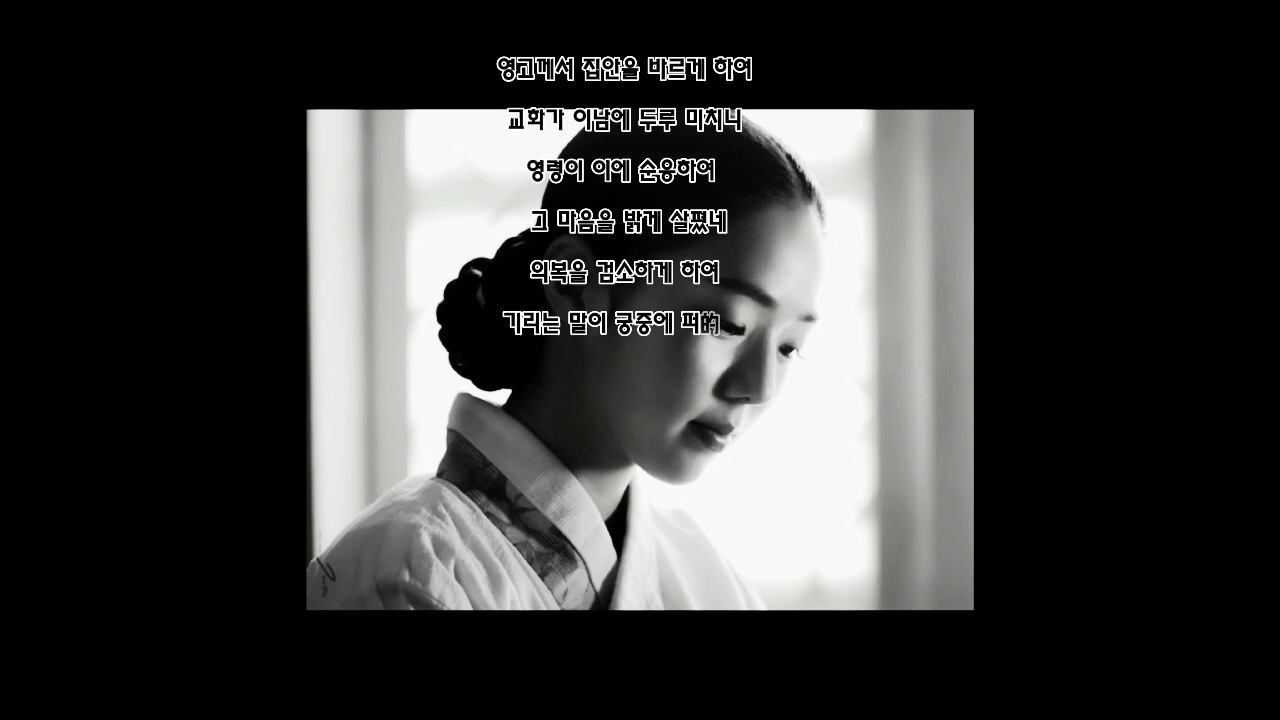 영고께서 집안을 바르게 하여
교화가 이남에 두루 미치니
영령이 이에 순응하여
그 마음을 밝게 살폈네
의복을 검소하게 하여
기리는 말이 궁중에 퍼的